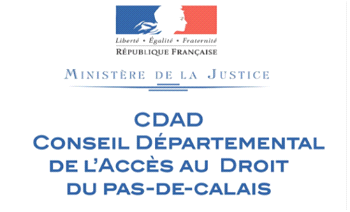 Liberté • Égalité • Fraternité
RÉPUBLIQUE FRANÇAISE
MINISTÈRE DE LA JUSTICE
CDAD
CONSEIL DÉPARTEMENTAL
DE L'ACCÈS AU DROIT
DU PAS-DE-CALAIS